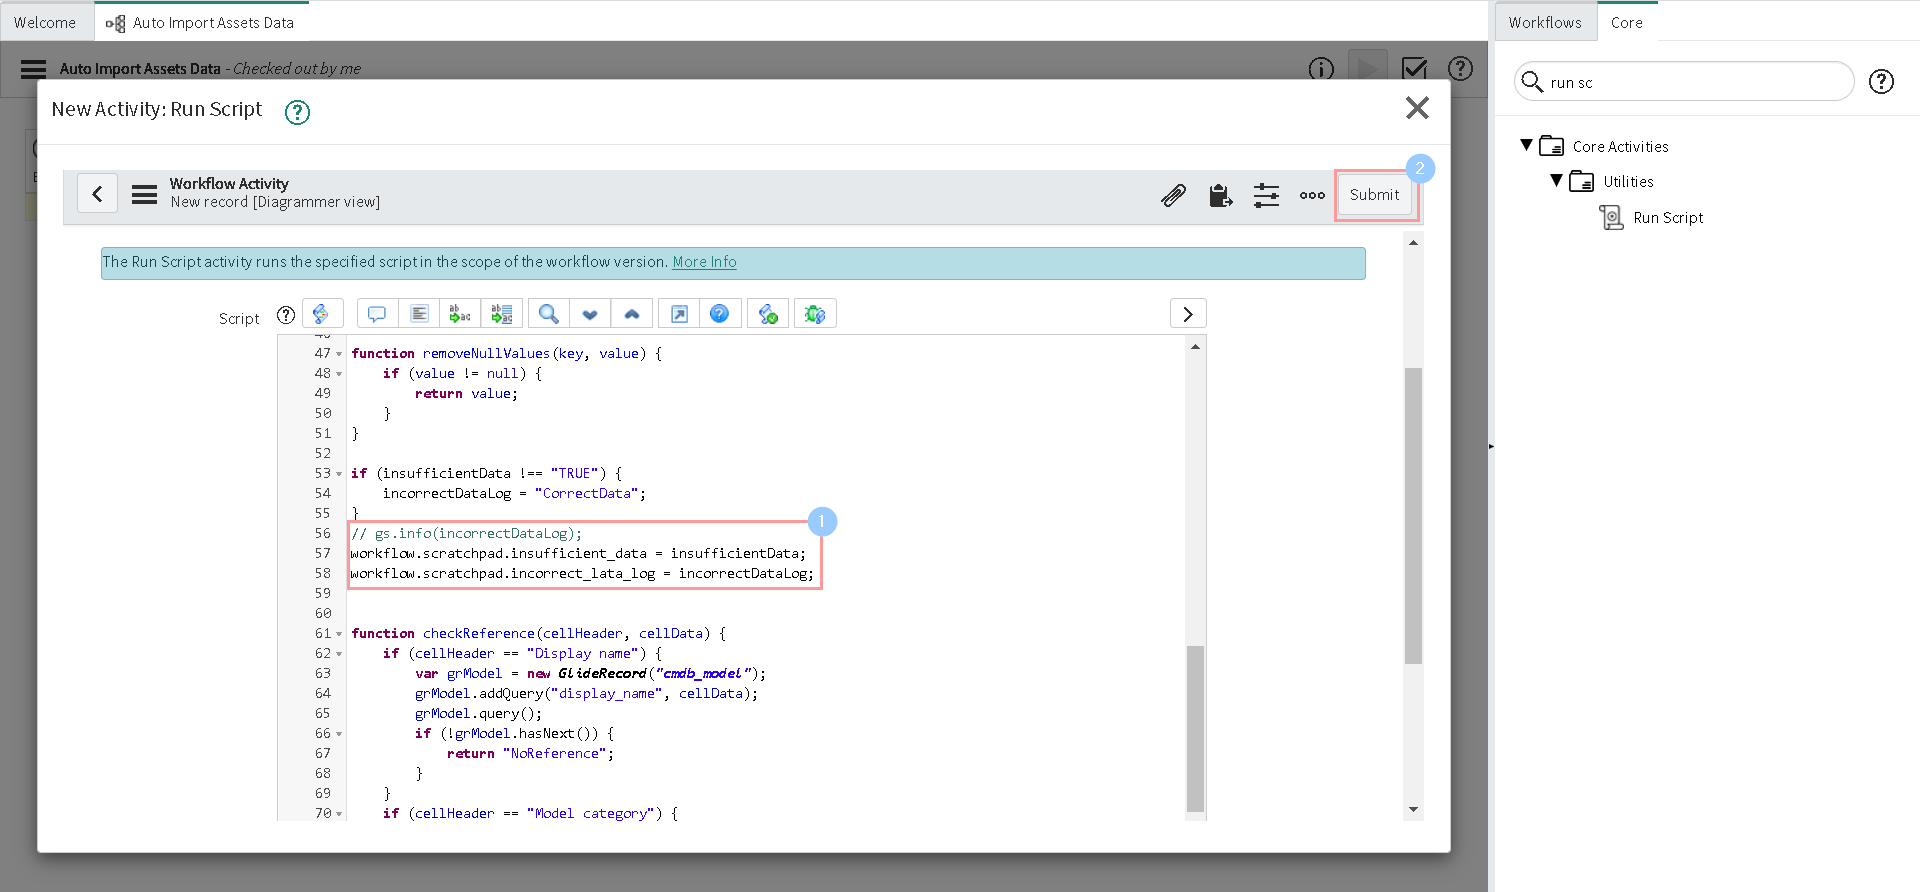 Welcome
Auto Import Assets Data
Workflows
Core
Auto Import Assets Data - Checked out by me
run sc
New Activity: Run Script
Core Activities
Utilities
Run Script
Workflow Activity
New record [Diagrammer view]
Submit
2
The Run Script activity runs the specified script in the scope of the workflow version. More Info
Script
47 function removeNullValues(key, value) {
48 if (value != null) {
49 return value;
50 }
51 }
52
53 if (insufficientData !== "TRUE") {
54 incorrectDataLog = "CorrectData";
55 }
1
56 // gs.info(incorrectDataLog);
57 workflow.scratchpad.insufficient_data = insufficientData;
58 workflow.scratchpad.incorrect_lata_log = incorrectDataLog;
59
60
61 function checkReference(cellHeader, cellData) {
62 if (cellHeader == "Display name") {
63 var grModel = new GlideRecord("cmdb_model");
64 grModel.addQuery("display_name", cellData);
65 grModel.query();
66 if (!grModel.hasNext()) {
67 return "NoReference";
68 }
69 }
70 if (cellHeader == "Model category") {